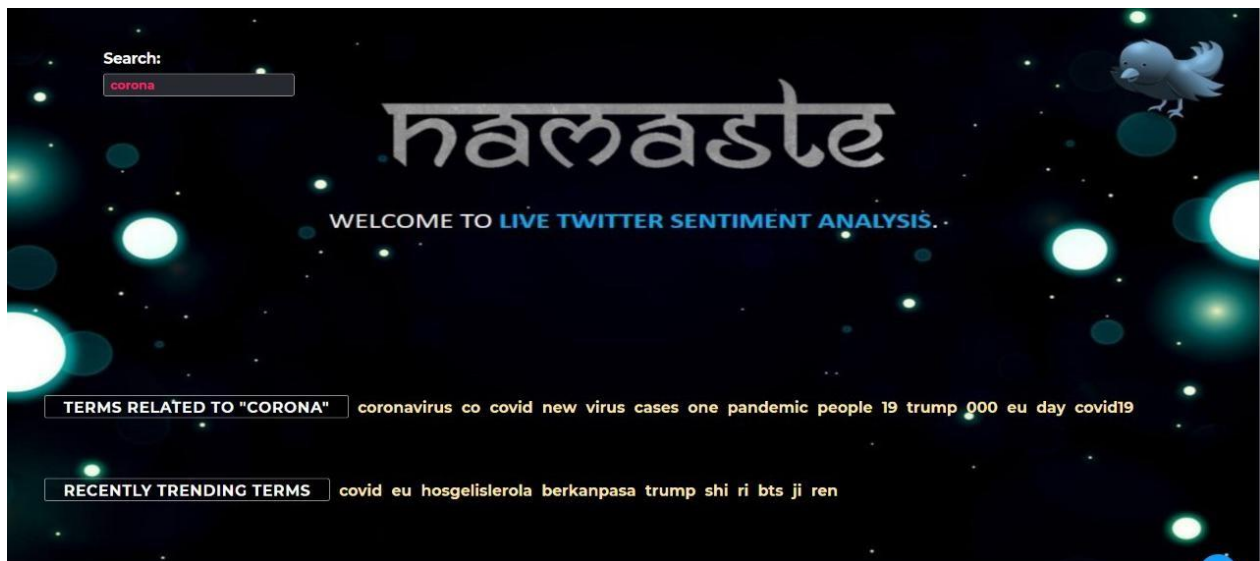 Search:
corona
namaste
WELCOME TO LIVE TWITTER SENTIMENT ANALYSIS.
TERMS RELATED TO "CORONA" coronavirus co covid new virus cases one pandemic people 19 trump 000 eu day covid19
RECENTLY TRENDING TERMS covid eu hosgelislerola berkanpasa trump shi ri bts ji ren